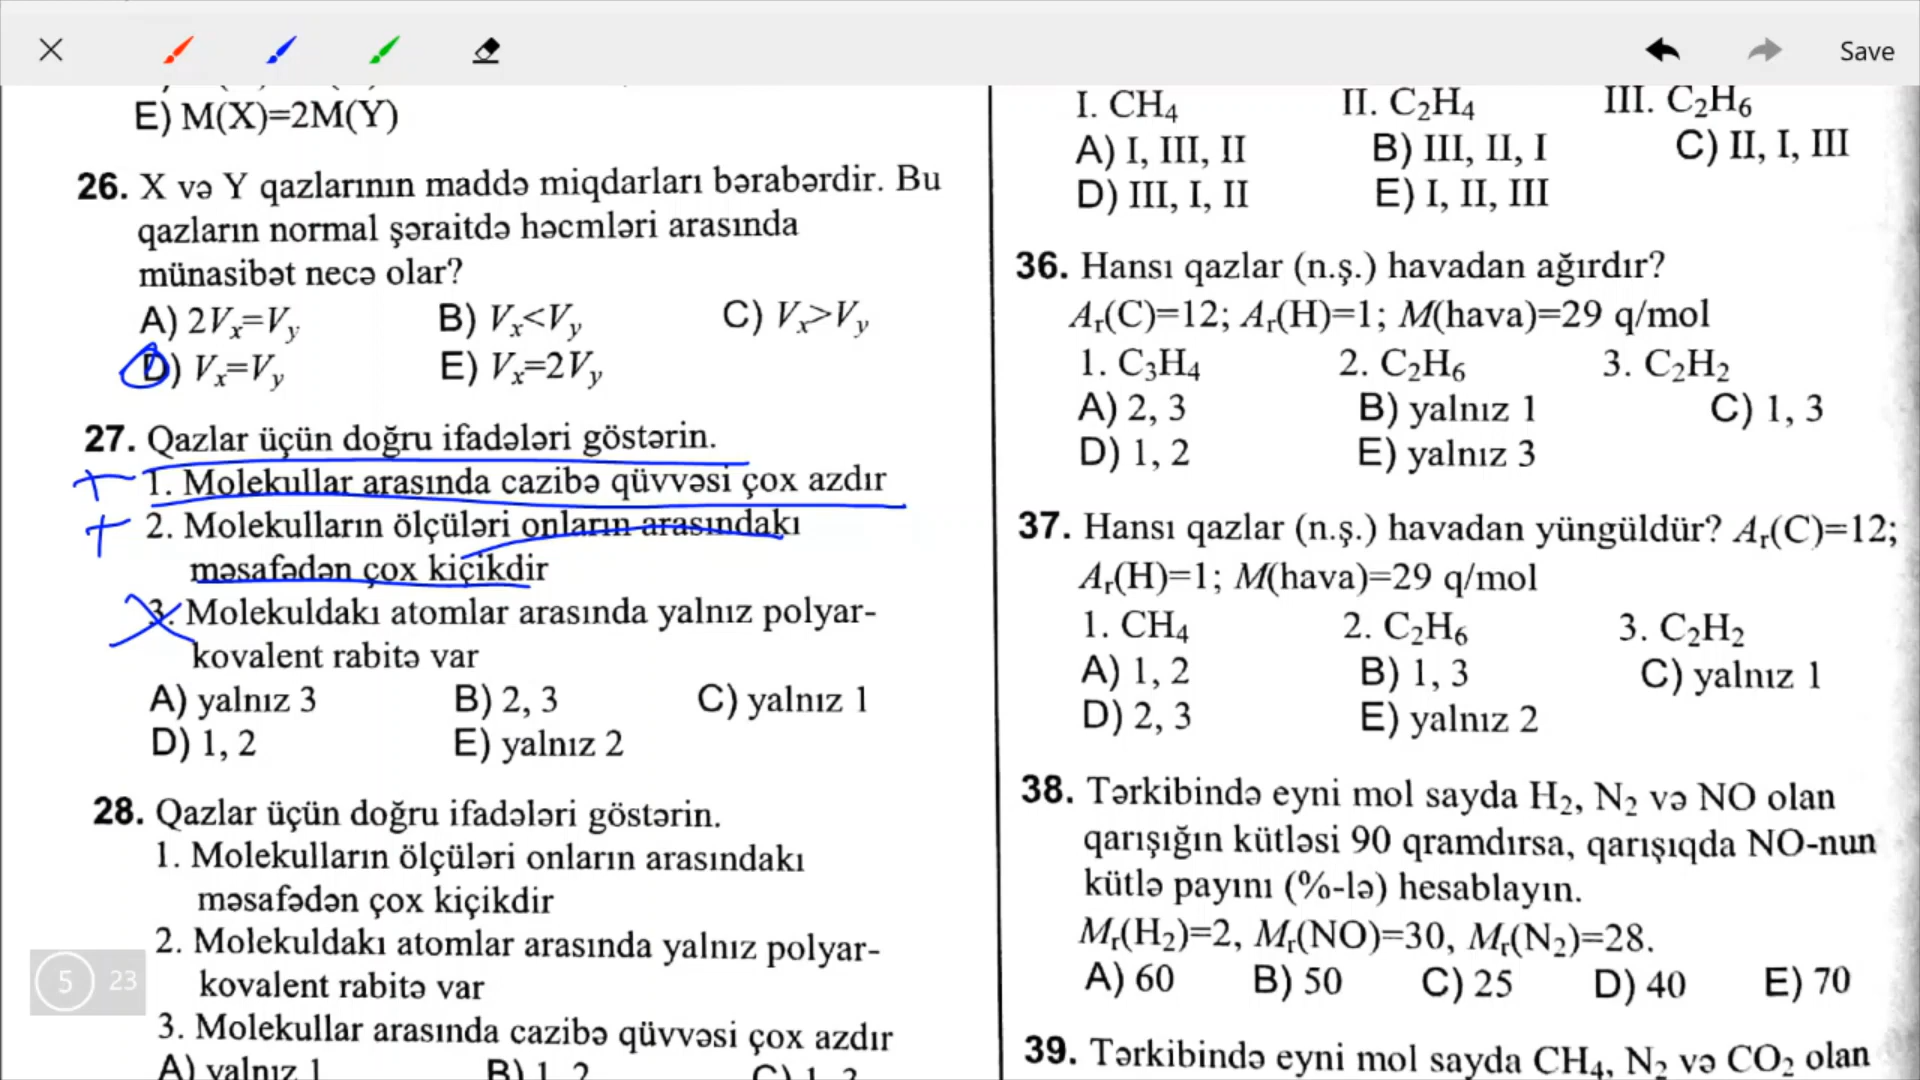 Save
E) M(X)=2M(Y)
26. X və Y qazlarının maddə miqdarları bərabərdir. Bu
qazların normal şəraitdə həcmləri arasında
münasibət necə olar?
A) 2Vₓ=Vᵧ B) Vₓ<Vᵧ C) Vₓ>Vᵧ
D) Vₓ=Vᵧ E) Vₓ=2Vᵧ
27. Qazlar üçün doğru ifadələri göstərin.
+ 1. Molekullar arasında cazibə qüvvəsi çox azdır
+ 2. Molekulların ölçüləri onların arasındakı
məsafədən çox kiçikdir
3. Molekuldakı atomlar arasında yalnız polyar-
kovalent rabitə var
A) yalnız 3 B) 2, 3 C) yalnız 1
D) 1, 2 E) yalnız 2
28. Qazlar üçün doğru ifadələri göstərin.
1. Molekulların ölçüləri onların arasındakı
məsafədən çox kiçikdir
2. Molekuldakı atomlar arasında yalnız polyar-
kovalent rabitə var
3. Molekullar arasında cazibə qüvvəsi çox azdır
A) yalnız 1 B) 1, 2
5 23
I. CH₄ II. C₂H₄ III. C₂H₆
A) I, III, II B) III, II, I C) II, I, III
D) III, I, II E) I, II, III
36. Hansı qazlar (n.ş.) havadan ağırdır?
Aᵣ(C)=12; Aᵣ(H)=1; M(hava)=29 q/mol
1. C₃H₄ 2. C₂H₆ 3. C₂H₂
A) 2, 3 B) yalnız 1 C) 1, 3
D) 1, 2 E) yalnız 3
37. Hansı qazlar (n.ş.) havadan yüngüldür? Aᵣ(C)=12;
Aᵣ(H)=1; M(hava)=29 q/mol
1. CH₄ 2. C₂H₆ 3. C₂H₂
A) 1, 2 B) 1, 3 C) yalnız 1
D) 2, 3 E) yalnız 2
38. Tərkibində eyni mol sayda H₂, N₂ və NO olan
qarışığın kütləsi 90 qramdırsa, qarışıqda NO-nun
kütlə payını (%-lə) hesablayın.
Mᵣ(H₂)=2, Mᵣ(NO)=30, Mᵣ(N₂)=28.
A) 60 B) 50 C) 25 D) 40 E) 70
39. Tərkibində eyni mol sayda CH₄, N₂ və CO₂ olan